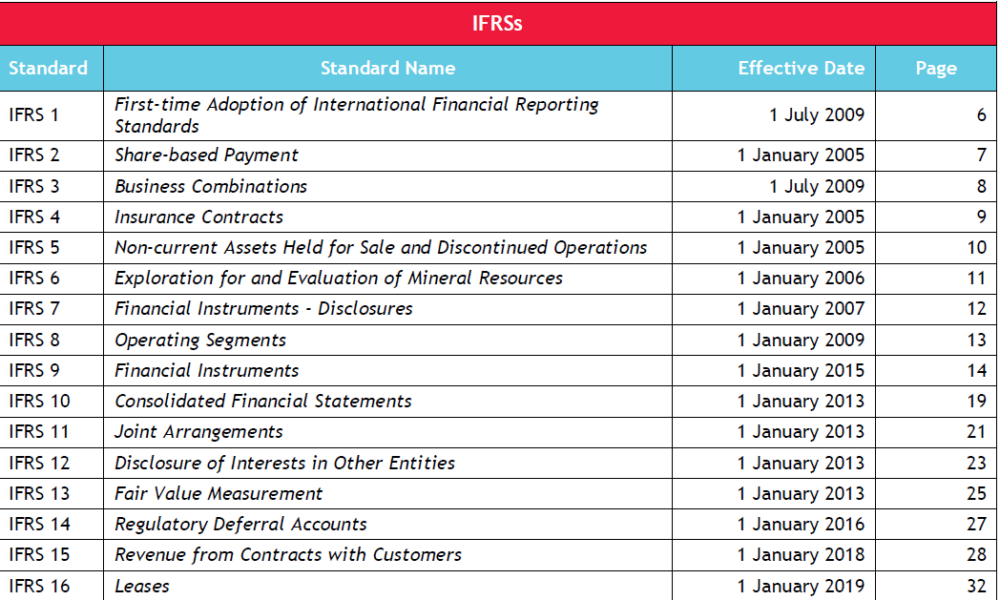 IFRSs
Standard Standard Name Effective Date Page
IFRS 1 First-time Adoption of International Financial Reporting Standards 1 July 2009 6
IFRS 2 Share-based Payment 1 January 2005 7
IFRS 3 Business Combinations 1 July 2009 8
IFRS 4 Insurance Contracts 1 January 2005 9
IFRS 5 Non-current Assets Held for Sale and Discontinued Operations 1 January 2005 10
IFRS 6 Exploration for and Evaluation of Mineral Resources 1 January 2006 11
IFRS 7 Financial Instruments - Disclosures 1 January 2007 12
IFRS 8 Operating Segments 1 January 2009 13
IFRS 9 Financial Instruments 1 January 2015 14
IFRS 10 Consolidated Financial Statements 1 January 2013 19
IFRS 11 Joint Arrangements 1 January 2013 21
IFRS 12 Disclosure of Interests in Other Entities 1 January 2013 23
IFRS 13 Fair Value Measurement 1 January 2013 25
IFRS 14 Regulatory Deferral Accounts 1 January 2016 27
IFRS 15 Revenue from Contracts with Customers 1 January 2018 28
IFRS 16 Leases 1 January 2019 32